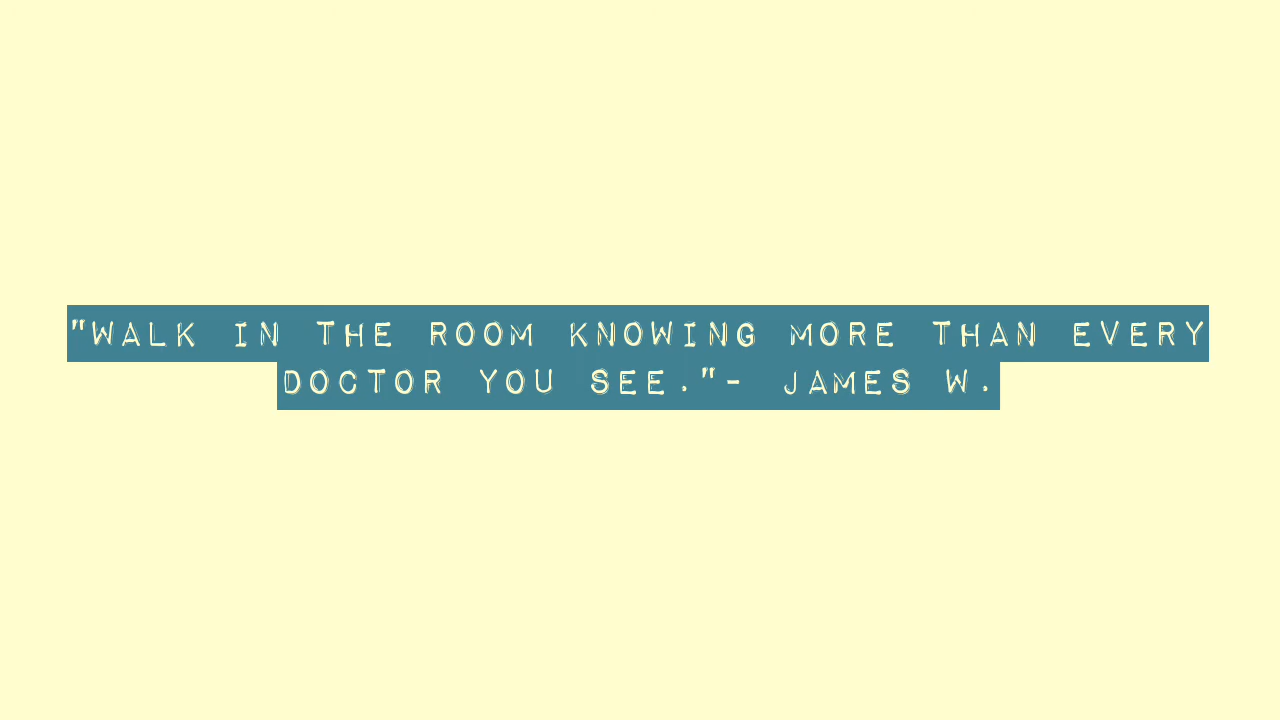 "WALK IN THE ROOM KNOWING MORE THAN EVERY
DOCTOR YOU SEE."- JAMES W.